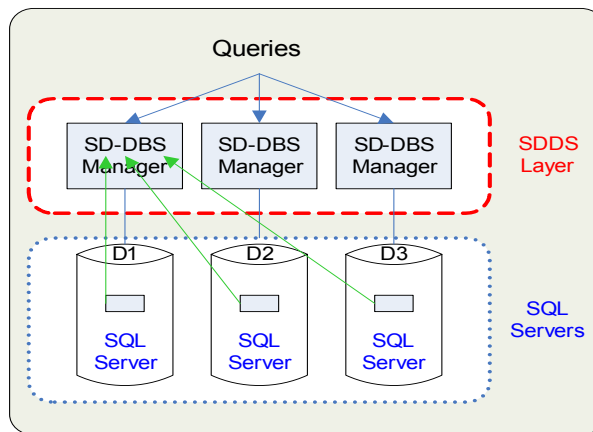 Queries
SD-DBS
Manager
SD-DBS
Manager
SD-DBS
Manager
SDDS
Layer
D1
D2
D3
SQL
Server
SQL
Server
SQL
Server
SQL
Servers